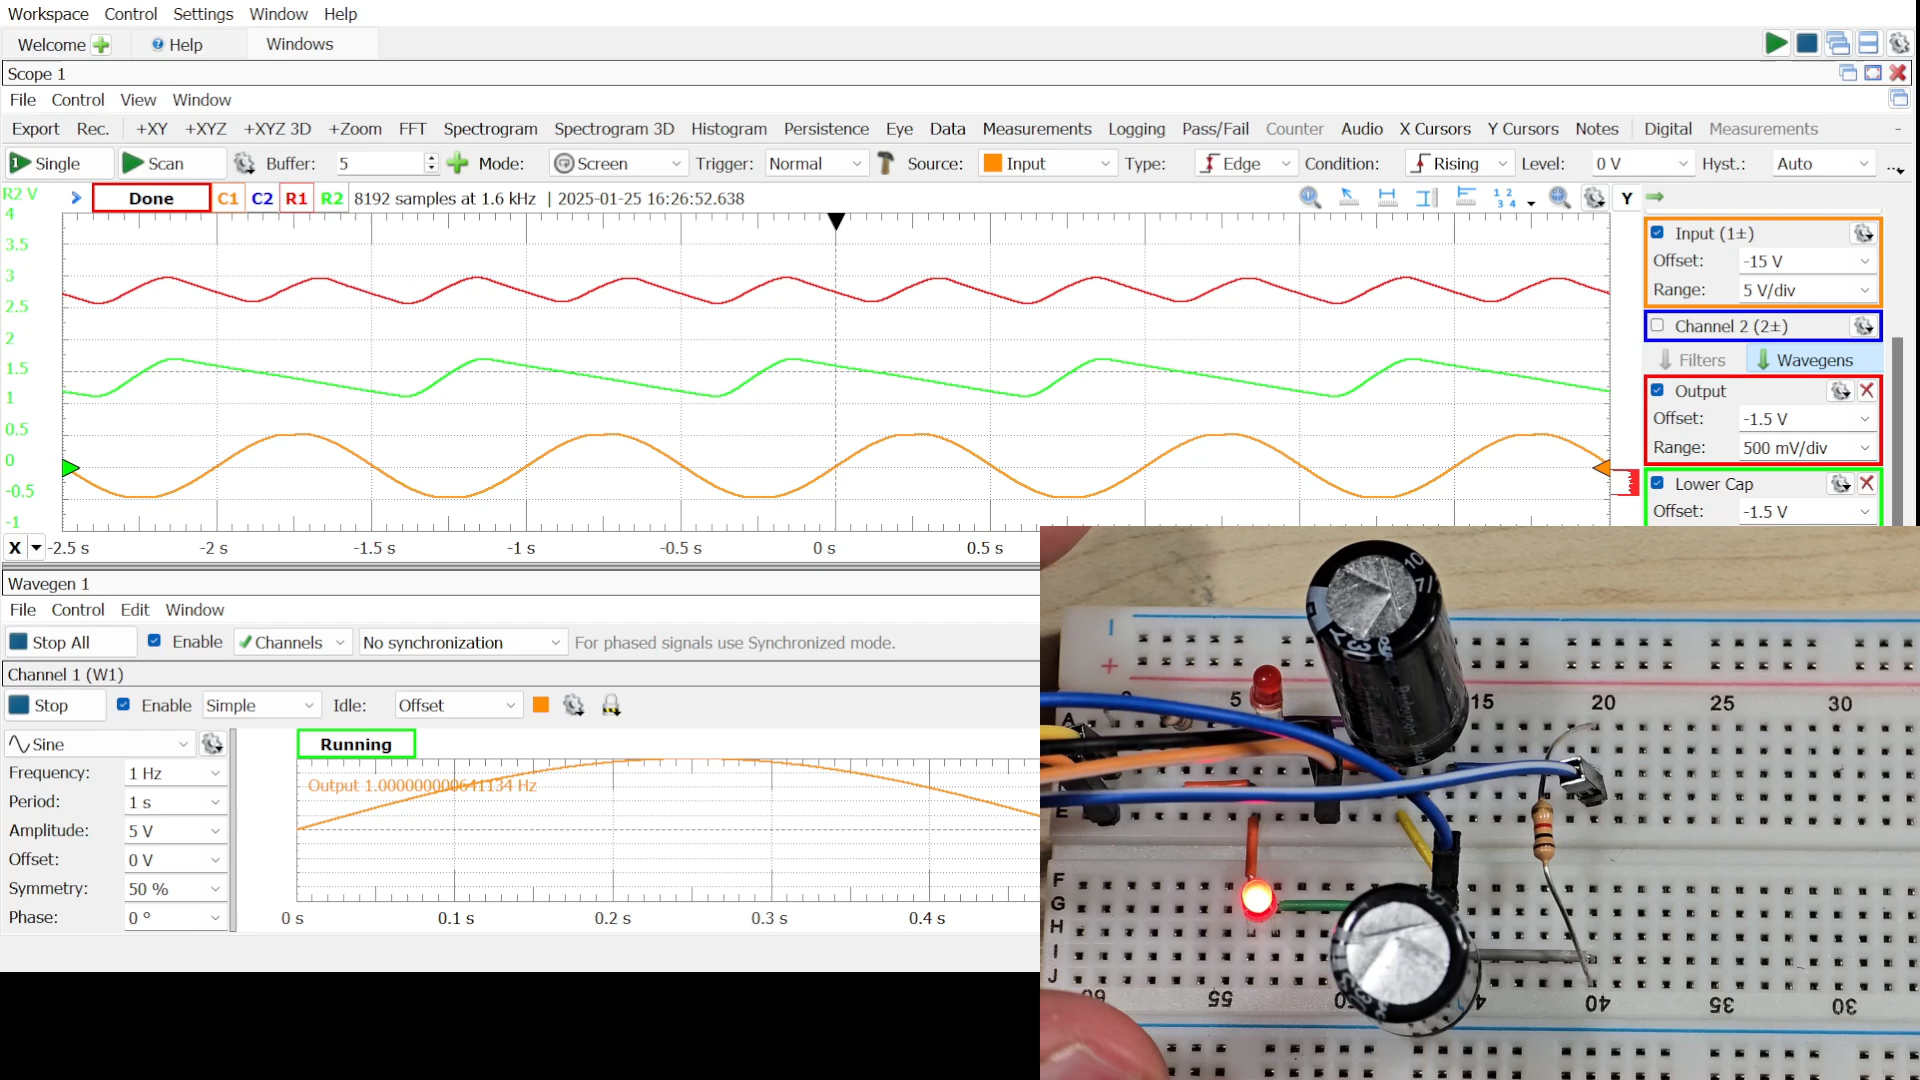 Workspace Control Settings Window Help
Welcome Help Windows
Scope 1
File Control View Window
Export Rec. +XY +XYZ +XYZ 3D +Zoom FFT Spectrogram Spectrogram 3D Histogram Persistence Eye Data Measurements Logging Pass/Fail Counter Audio X Cursors Y Cursors Notes Digital Measurements
Single Scan Buffer: 5 Mode: Screen Trigger: Normal Source: Input Type: Edge Condition: Rising Level: 0 V Hyst.: Auto
R2 V
Done C1 C2 R1 R2 8192 samples at 1.6 kHz | 2025-01-25 16:26:52.638 Y
4
3.5
3
2.5
2
1.5
1
0.5
0
-0.5
-1
X -2.5 s -2 s -1.5 s -1 s -0.5 s 0 s 0.5 s
Input (1±)
Offset: -15 V
Range: 5 V/div
Channel 2 (2±)
Filters Wavegens
Output
Offset: -1.5 V
Range: 500 mV/div
Lower Cap
Offset: -1.5 V
Wavegen 1
File Control Edit Window
Stop All Enable Channels No synchronization For phased signals use Synchronized mode.
Channel 1 (W1)
Stop Enable Simple Idle: Offset
Sine
Frequency: 1 Hz
Period: 1 s
Amplitude: 5 V
Offset: 0 V
Symmetry: 50 %
Phase: 0 °
Running
Output 1.000000000641134 Hz
0 s 0.1 s 0.2 s 0.3 s 0.4 s
5 15 20 25 30
A
E
F
G
H
I
J
60 55 50 40 35 30